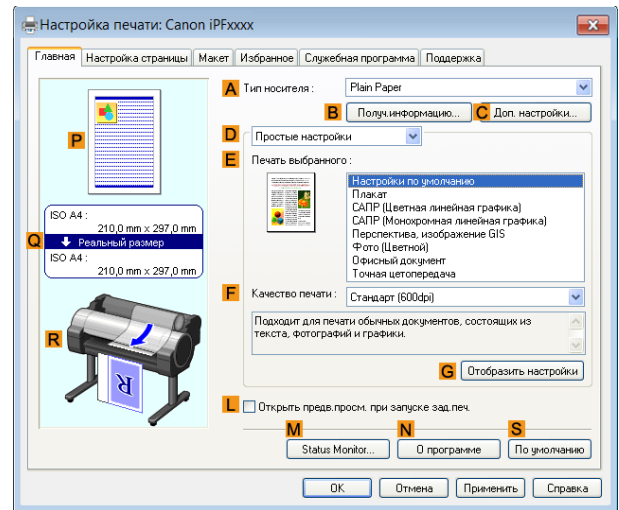 Настройка печати: Canon iPFxxxx
Главная Настройка страницы Макет Избранное Служебная программа Поддержка
A Тип носителя : Plain Paper
B Получ.информацию... C Доп. настройки...
D Простые настройки
E Печать выбранного :
Настройки по умолчанию
Плакат
САПР (Цветная линейная графика)
САПР (Монохромная линейная графика)
Перспектива, изображение GIS
Фото (Цветной)
Офисный документ
Точная цетопередача
F Качество печати : Стандарт (600dpi)
Подходит для печати обычных документов, состоящих из
текста, фотографий и графики.
G Отобразить настройки
L Открыть предв.просм. при запуске зад.печ.
M N S
Status Monitor... О программе По умолчанию
P
Q
ISO A4 :
210,0 mm x 297,0 mm
Реальный размер
ISO A4 :
210,0 mm x 297,0 mm
R
R
OK Отмена Применить Справка